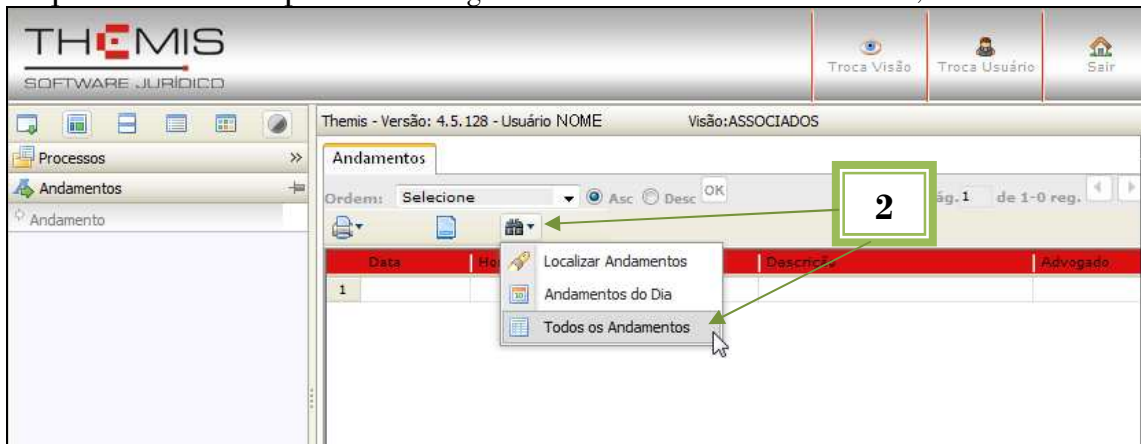 THEMIS
SOFTWARE JURÍDICO
Troca Visão
Troca Usuário
Sair
Themis - Versão: 4.5.128 - Usuário NOME Visão:ASSOCIADOS
Processos
Andamentos
Andamento
Andamentos
Ordem: Selecione Asc Desc OK
ág. 1 de 1-0 reg.
2
Data
Descrição
Advogado
1
Localizar Andamentos
Andamentos do Dia
Todos os Andamentos